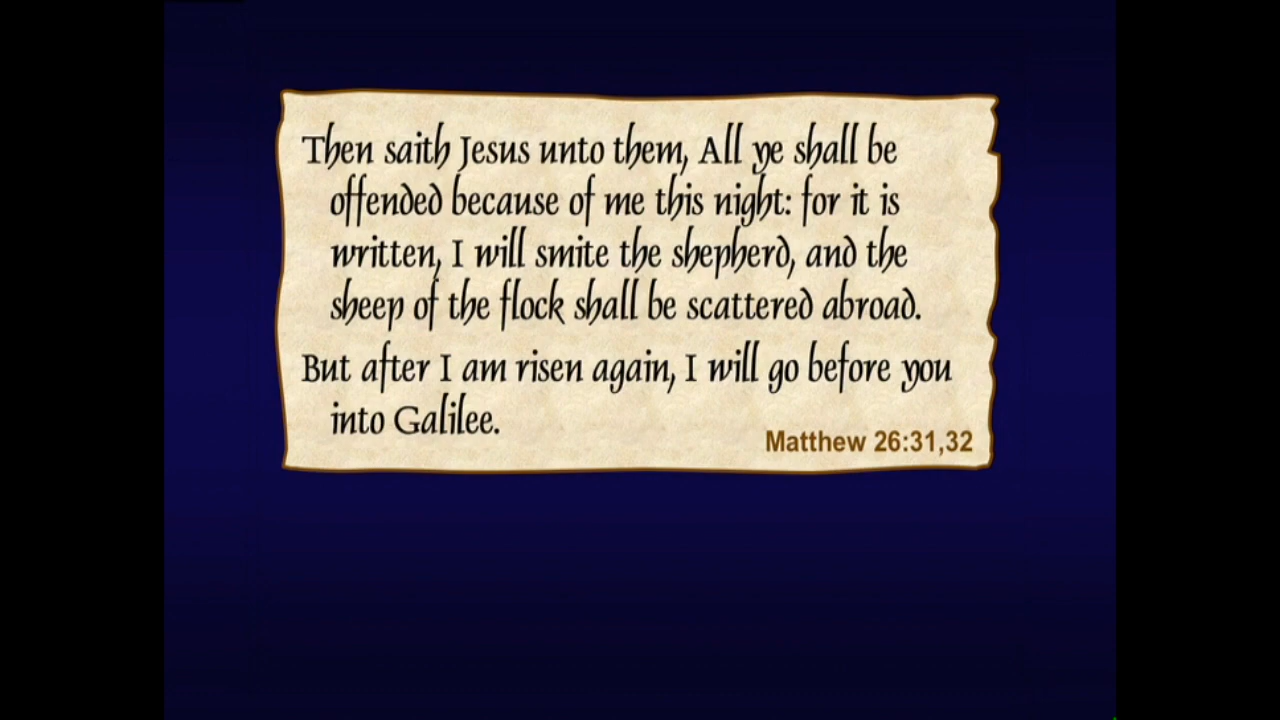 Then saith Jesus unto them, All ye shall be
offended because of me this night: for it is
written, I will smite the shepherd, and the
sheep of the flock shall be scattered abroad.
But after I am risen again, I will go before you
into Galilee.
Matthew 26:31,32